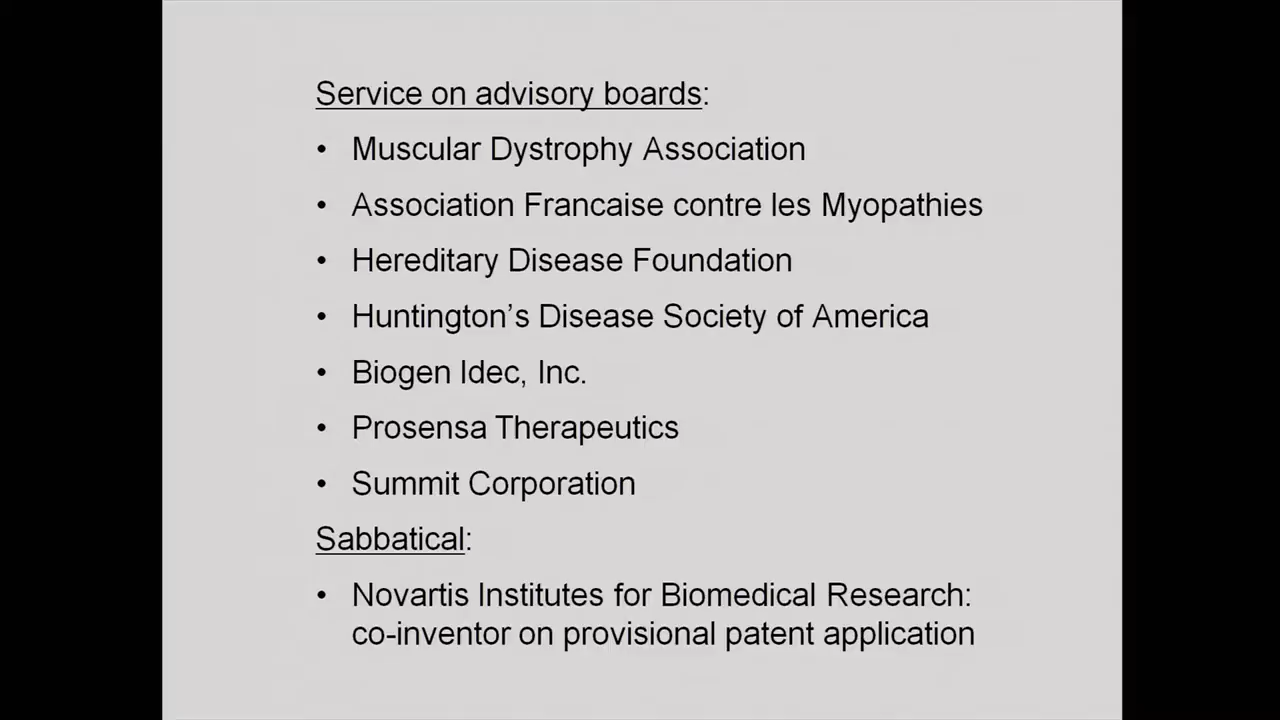 Service on advisory boards:
• Muscular Dystrophy Association
• Association Francaise contre les Myopathies
• Hereditary Disease Foundation
• Huntington’s Disease Society of America
• Biogen Idec, Inc.
• Prosensa Therapeutics
• Summit Corporation
Sabbatical:
• Novartis Institutes for Biomedical Research:
co-inventor on provisional patent application